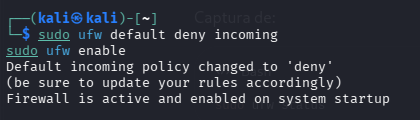 Captura de:
┌──(kali㉿kali)-[~]
└─$ sudo ufw default deny incoming
sudo ufw enable
Default incoming policy changed to 'deny'
(be sure to update your rules accordingly)
Firewall is active and enabled on system startup